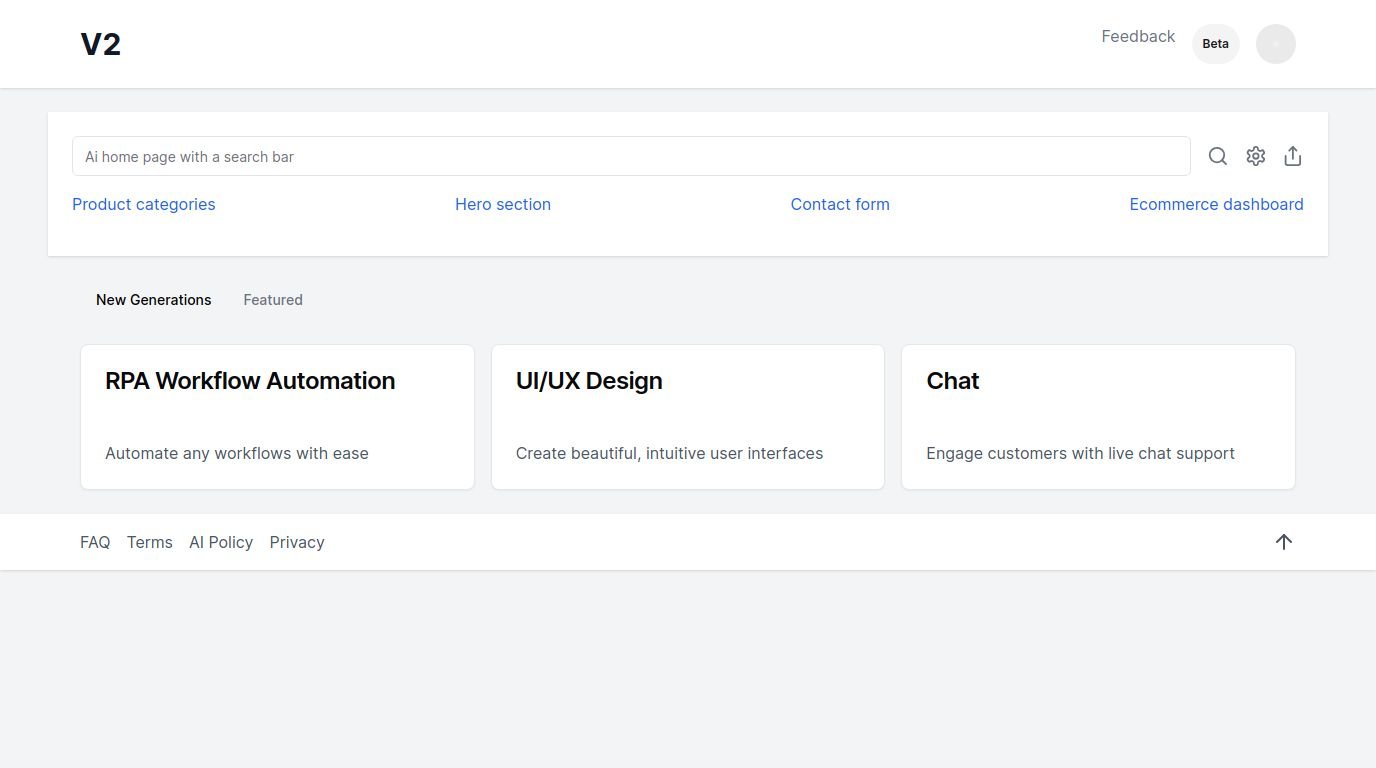 V2
Feedback
Beta
Ai home page with a search bar
Product categories
Hero section
Contact form
Ecommerce dashboard
New Generations
Featured
RPA Workflow Automation
Automate any workflows with ease
UI/UX Design
Create beautiful, intuitive user interfaces
Chat
Engage customers with live chat support
FAQ
Terms
AI Policy
Privacy